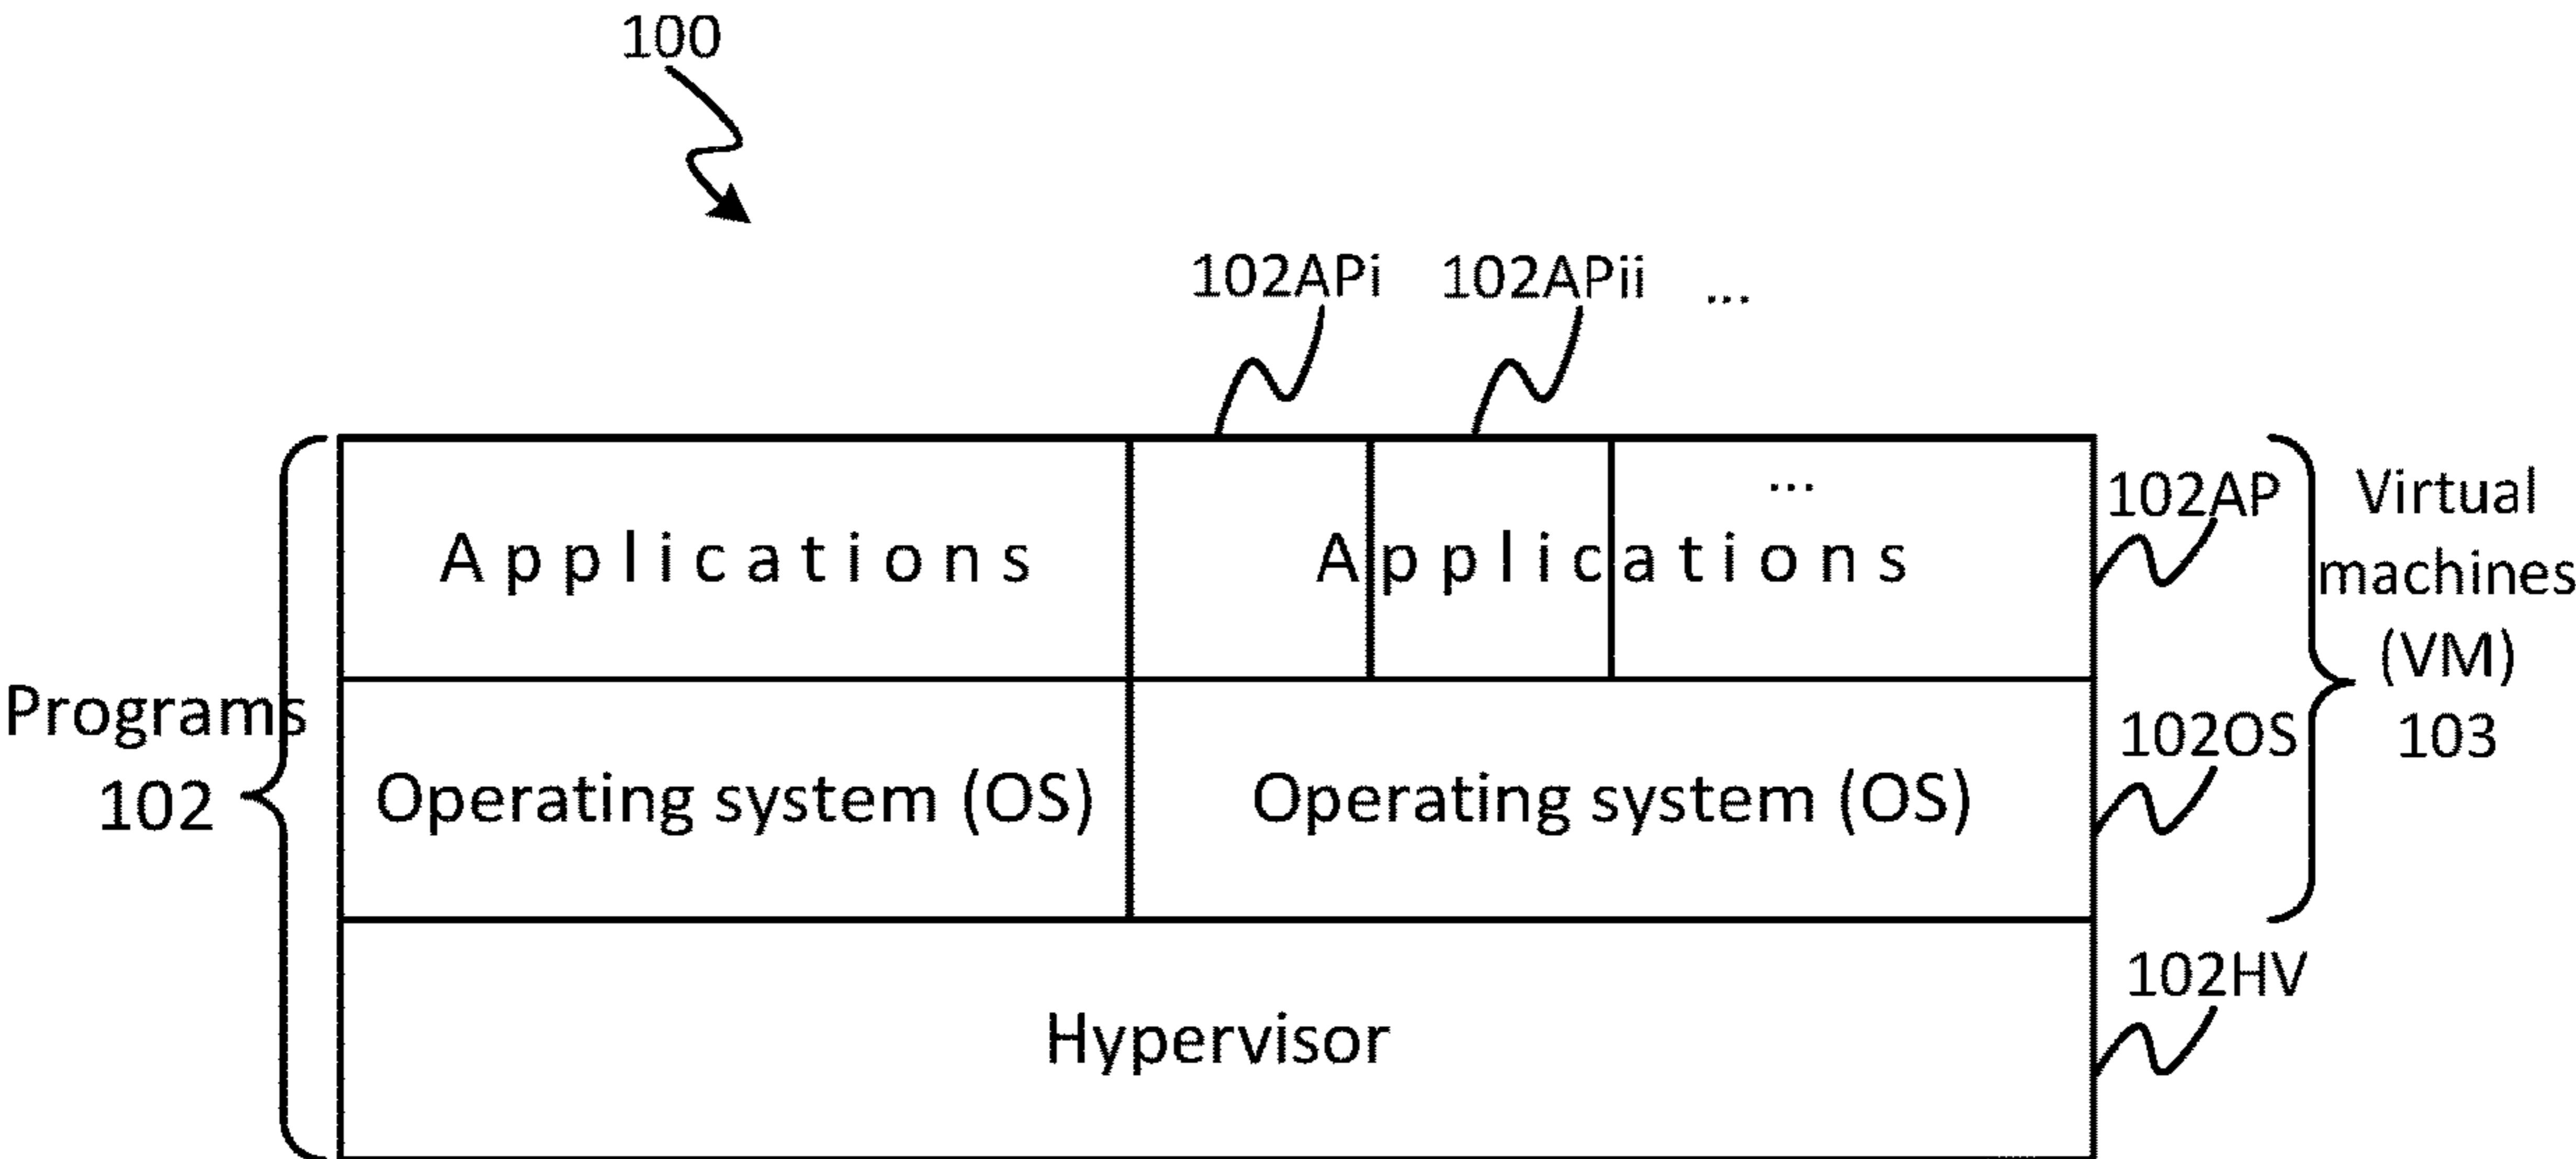 100
102APi 102APii ...
...
102AP
Applications Applications
Virtual
machines
(VM)
103
Programs
102
102OS
Operating system (OS) Operating system (OS)
102HV
Hypervisor